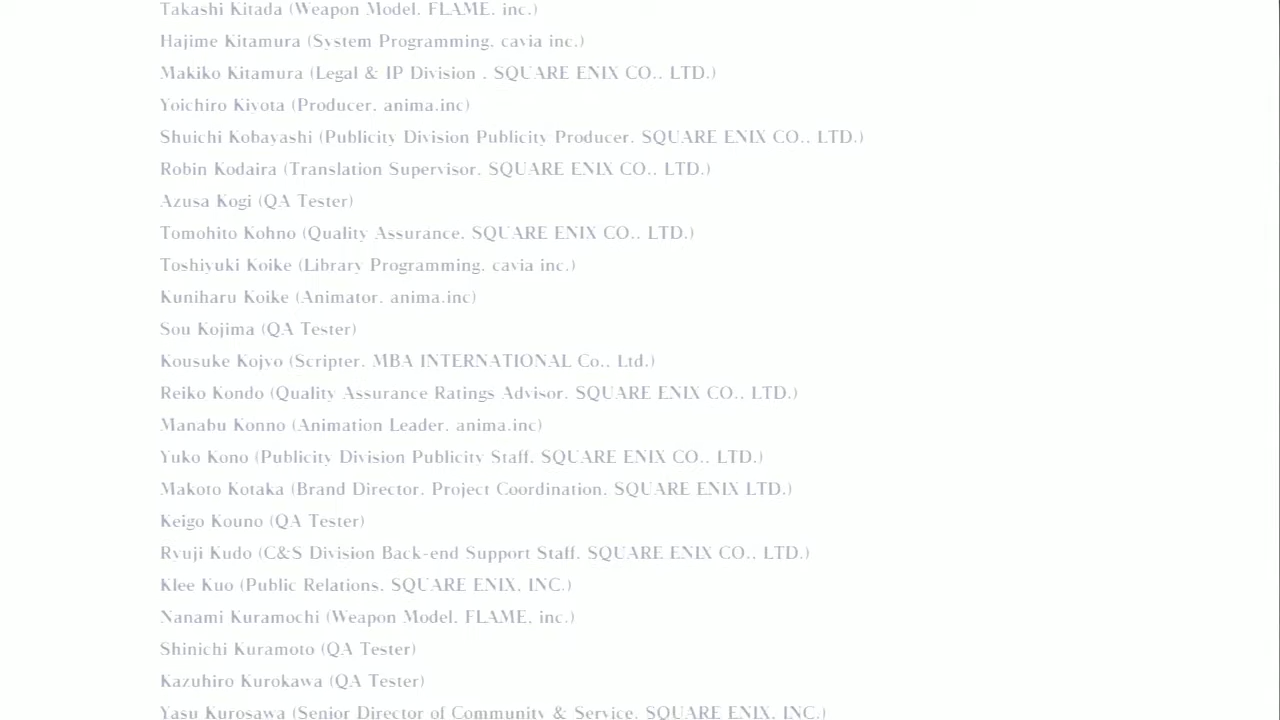 Takashi Kitada (Weapon Model, FLAME, inc.)
Hajime Kitamura (System Programming, cavia inc.)
Makiko Kitamura (Legal & IP Division , SQUARE ENIX CO., LTD.)
Yoichiro Kiyota (Producer, anima.inc)
Shuichi Kobayashi (Publicity Division Publicity Producer, SQUARE ENIX CO., LTD.)
Robin Kodaira (Translation Supervisor, SQUARE ENIX CO., LTD.)
Azusa Kogi (QA Tester)
Tomohito Kohno (Quality Assurance, SQUARE ENIX CO., LTD.)
Toshiyuki Koike (Library Programming, cavia inc.)
Kuniharu Koike (Animator, anima.inc)
Sou Kojima (QA Tester)
Kousuke Kojyo (Scripter, MBA INTERNATIONAL Co., Ltd.)
Reiko Kondo (Quality Assurance Ratings Advisor, SQUARE ENIX CO., LTD.)
Manabu Konno (Animation Leader, anima.inc)
Yuko Kono (Publicity Division Publicity Staff, SQUARE ENIX CO., LTD.)
Makoto Kotaka (Brand Director, Project Coordination, SQUARE ENIX LTD.)
Keigo Kouno (QA Tester)
Ryuji Kudo (C&S Division Back-end Support Staff, SQUARE ENIX CO., LTD.)
Klee Kuo (Public Relations, SQUARE ENIX, INC.)
Nanami Kuramochi (Weapon Model, FLAME, inc.)
Shinichi Kuramoto (QA Tester)
Kazuhiro Kurokawa (QA Tester)
Yasu Kurosawa (Senior Director of Community & Service, SQUARE ENIX, INC.)